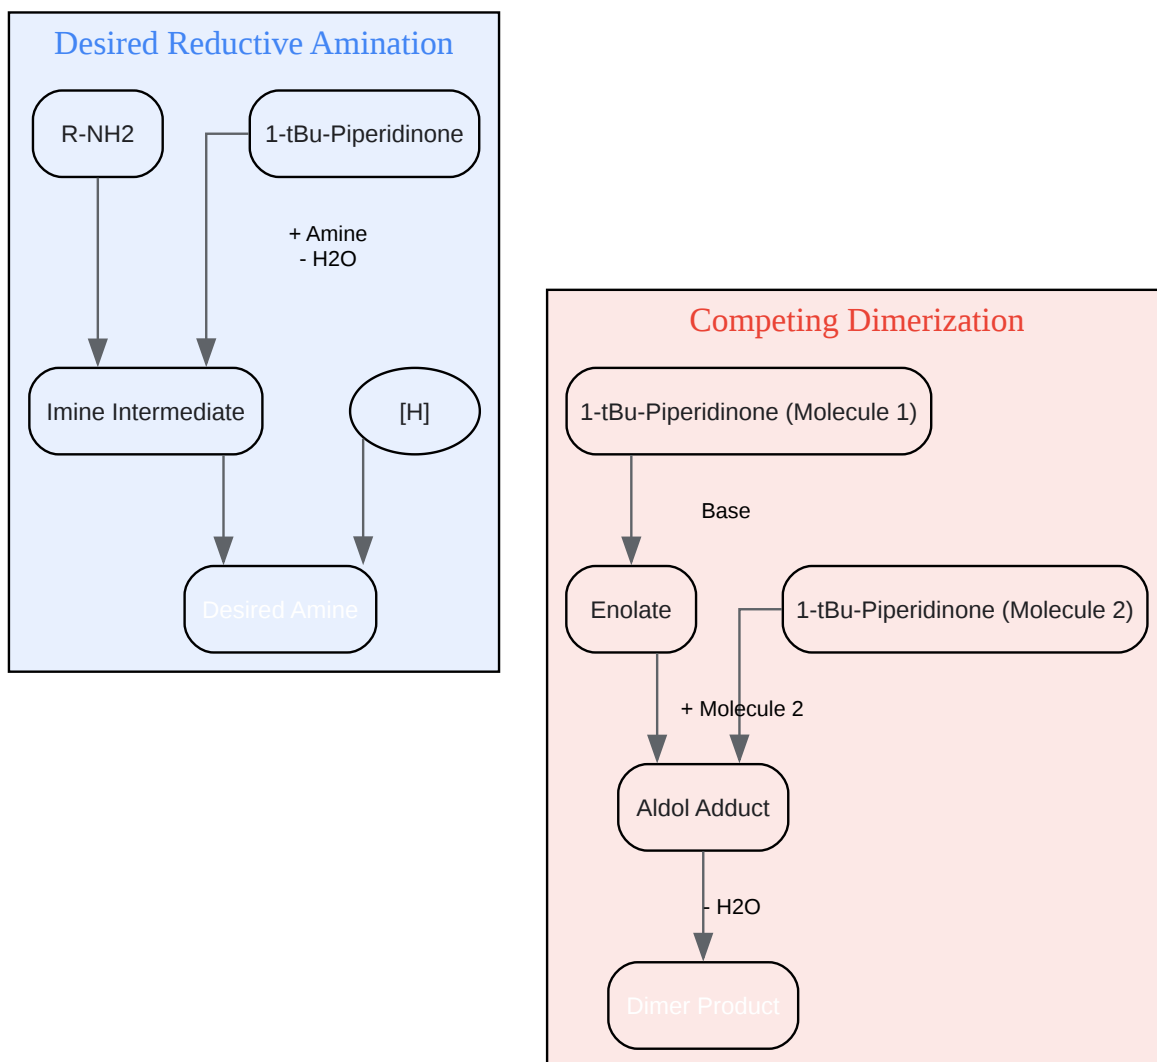 Desired Reductive Amination
R-NH2
1-tBu-Piperidinone
+ Amine
- H2O
Imine Intermediate
[H]
Desired Amine
Competing Dimerization
1-tBu-Piperidinone (Molecule 1)
Base
Enolate
1-tBu-Piperidinone (Molecule 2)
+ Molecule 2
Aldol Adduct
- H2O
Dimer Product